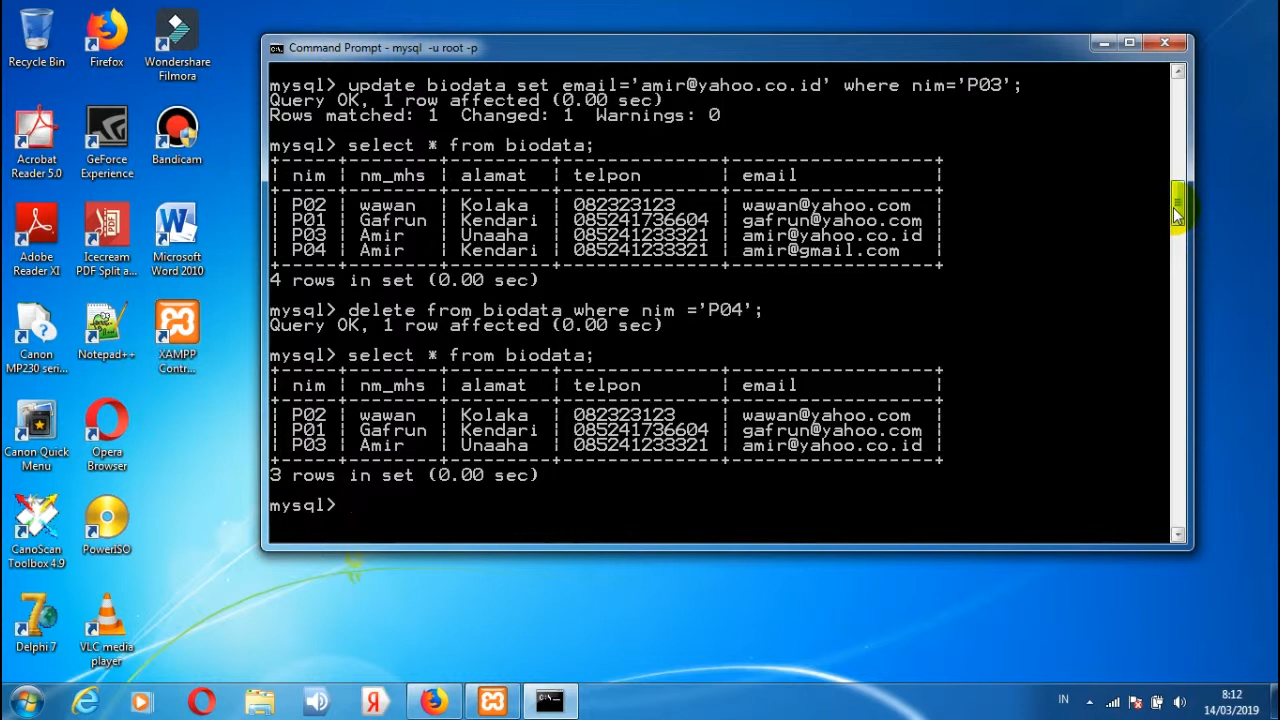 Recycle Bin
Firefox
Wondershare
Filmora
Acrobat
Reader 5.0
GeForce
Experience
Bandicam
Adobe
Reader XI
Icecream
PDF Split a...
Microsoft
Word 2010
Canon
MP230 seri...
Notepad++
XAMPP
Contr...
Canon Quick
Menu
Opera
Browser
CanoScan
Toolbox 4.9
PowerISO
Delphi 7
VLC media
player
Command Prompt - mysql  -u root -p
mysql> update biodata set email='amir@yahoo.co.id' where nim='P03';
Query OK, 1 row affected (0.00 sec)
Rows matched: 1  Changed: 1  Warnings: 0
mysql> select * from biodata;
+-----+--------+---------+--------------+------------------+
| nim | nm_mhs | alamat  | telpon       | email            |
+-----+--------+---------+--------------+------------------+
| P02 | wawan  | Kolaka  | 082323123    | wawan@yahoo.com  |
| P01 | Gafrun | Kendari | 085241736604 | gafrun@yahoo.com |
| P03 | Amir   | Unaaha  | 085241233321 | amir@yahoo.co.id |
| P04 | Amir   | Kendari | 085241233321 | amir@gmail.com   |
+-----+--------+---------+--------------+------------------+
4 rows in set (0.00 sec)
mysql> delete from biodata where nim ='P04';
Query OK, 1 row affected (0.00 sec)
mysql> select * from biodata;
+-----+--------+---------+--------------+------------------+
| nim | nm_mhs | alamat  | telpon       | email            |
+-----+--------+---------+--------------+------------------+
| P02 | wawan  | Kolaka  | 082323123    | wawan@yahoo.com  |
| P01 | Gafrun | Kendari | 085241736604 | gafrun@yahoo.com |
| P03 | Amir   | Unaaha  | 085241233321 | amir@yahoo.co.id |
+-----+--------+---------+--------------+------------------+
3 rows in set (0.00 sec)
mysql>
IN
8:12
14/03/2019